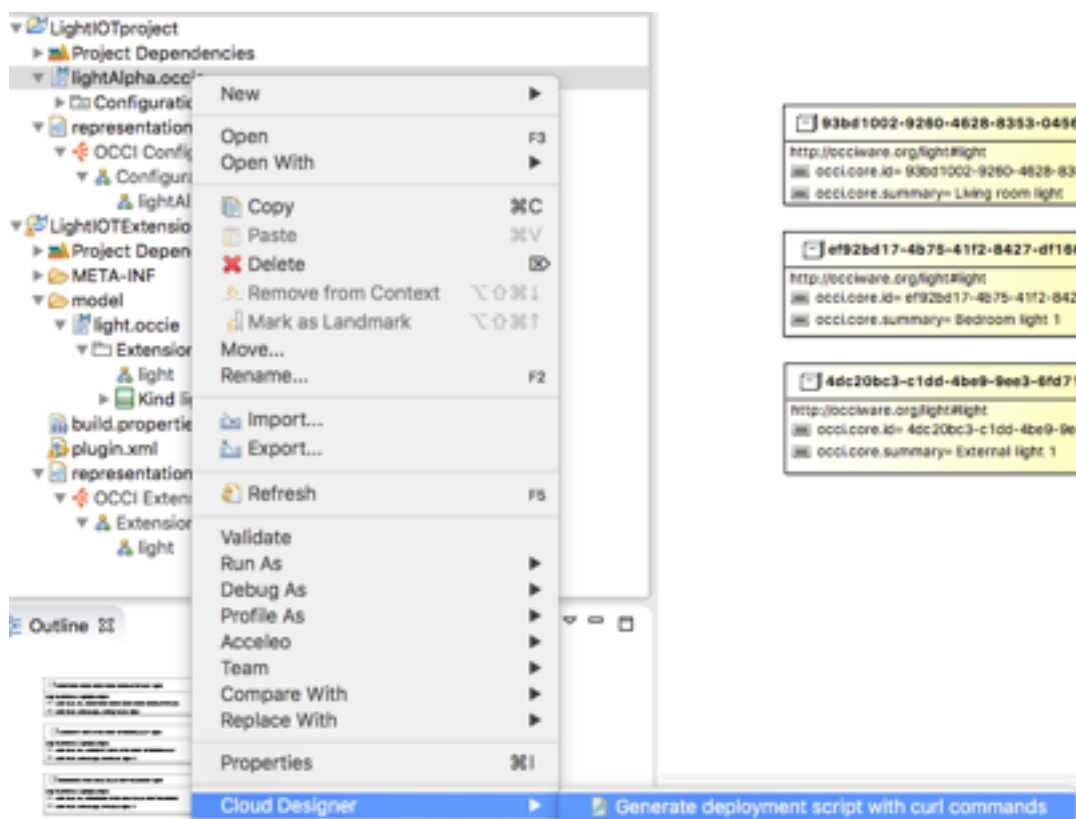 LightIOTproject
Project Dependencies
lightAlpha.occie
Configuratio
representation
OCCI Config
Configura
lightAl
LightIOTExtensio
Project Depen
META-INF
model
light.occie
Extension
light
Kind li
build.propertie
plugin.xml
representation
OCCI Extens
Extension
light
Outline
New
Open F3
Open With
Copy ⌘C
Paste ⌘V
Delete ⌦
Remove from Context ⌥⇧⌘↓
Mark as Landmark ⌥⇧⌘↑
Move...
Rename... F2
Import...
Export...
Refresh F5
Validate
Run As
Debug As
Profile As
Acceleo
Team
Compare With
Replace With
Properties ⌘I
Cloud Designer
Generate deployment script with curl commands
93bd1002-9260-4628-8353-0456
http://occiware.org/light#light
occi.core.id= 93bd1002-9260-4628-83
occi.core.summary= Living room light
ef92bd17-4b75-41f2-8427-df16
http://occiware.org/light#light
occi.core.id= ef92bd17-4b75-41f2-842
occi.core.summary= Bedroom light 1
4dc20bc3-c1dd-4be9-9ee3-6fd71
http://occiware.org/light#light
occi.core.id= 4dc20bc3-c1dd-4be9-9e
occi.core.summary= External light 1